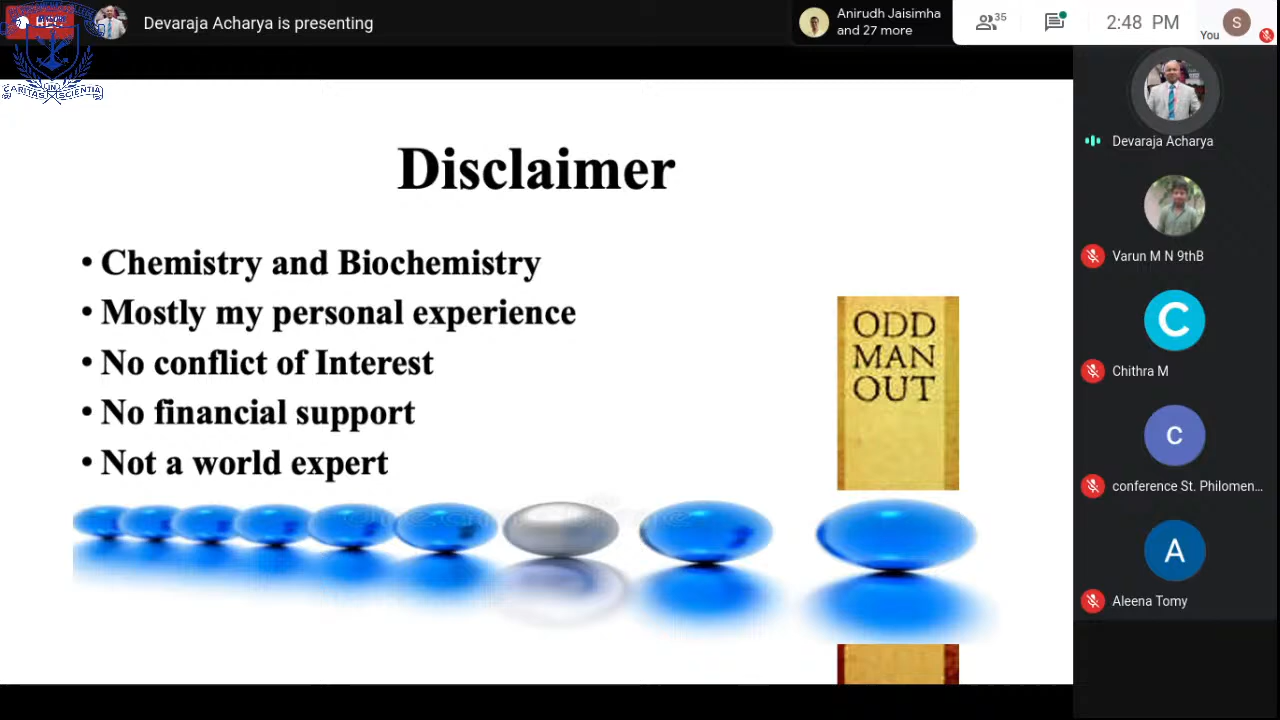 Devaraja Acharya is presenting
Anirudh Jaisimha
and 27 more
35
2:48 PM
You
S
CARITAS
SCIENTIA
Disclaimer
• Chemistry and Biochemistry
• Mostly my personal experience
• No conflict of Interest
• No financial support
• Not a world expert
ODD
MAN
OUT
Devaraja Acharya
Varun M N 9thB
C
Chithra M
C
conference St. Philomen...
A
Aleena Tomy